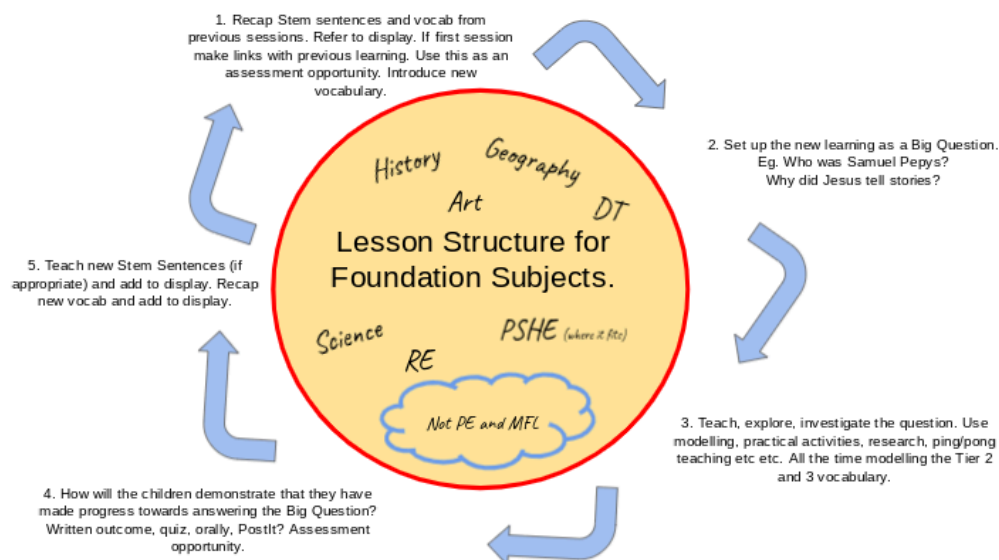 1. Recap Stem sentences and vocab from
previous sessions. Refer to display. If first session
make links with previous learning. Use this as an
assessment opportunity. Introduce new
vocabulary.
2. Set up the new learning as a Big Question.
Eg. Who was Samuel Pepys?
Why did Jesus tell stories?
3. Teach, explore, investigate the question. Use
modelling, practical activities, research, ping/pong
teaching etc etc. All the time modelling the Tier 2
and 3 vocabulary.
4. How will the children demonstrate that they have
made progress towards answering the Big Question?
Written outcome, quiz, orally, PostIt? Assessment
opportunity.
5. Teach new Stem Sentences (if
appropriate) and add to display. Recap
new vocab and add to display.
History
Geography
Art
DT
Lesson Structure for
Foundation Subjects.
Science
PSHE (where it fits)
RE
Not PE and MFL